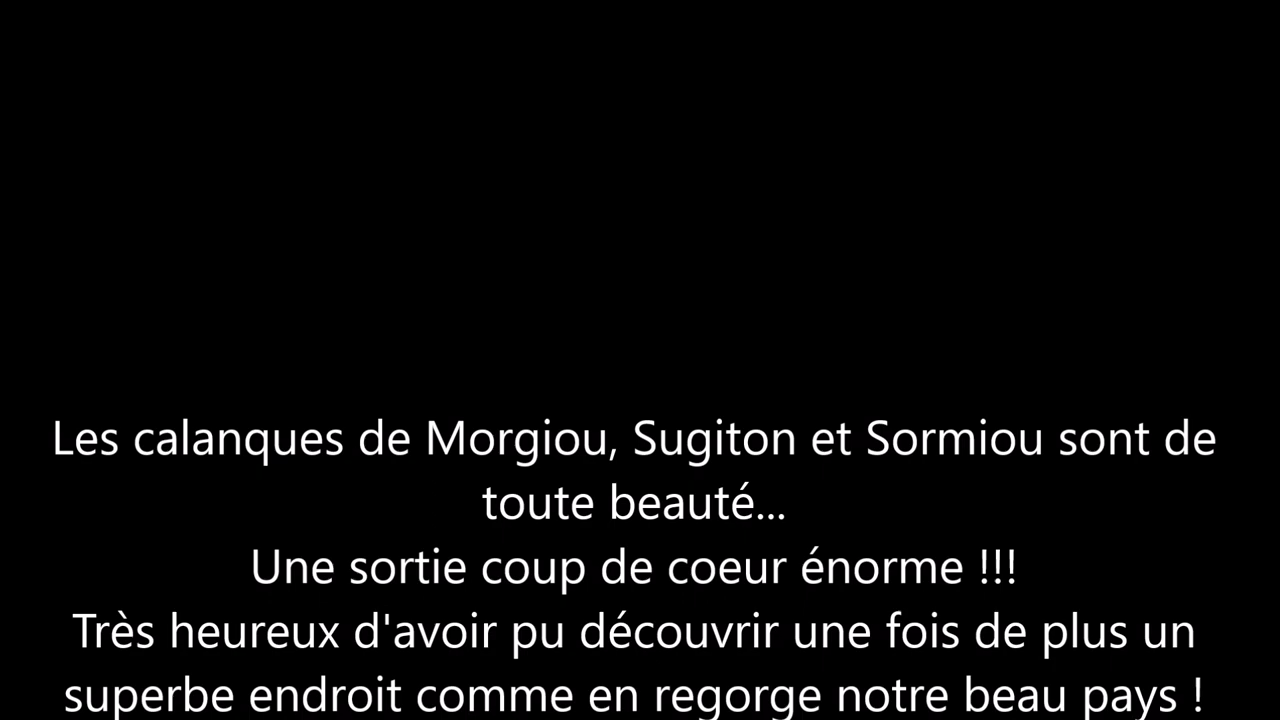 Les calanques de Morgiou, Sugiton et Sormiou sont de
toute beauté...
Une sortie coup de coeur énorme !!!
Très heureux d'avoir pu découvrir une fois de plus un
superbe endroit comme en regorge notre beau pays !